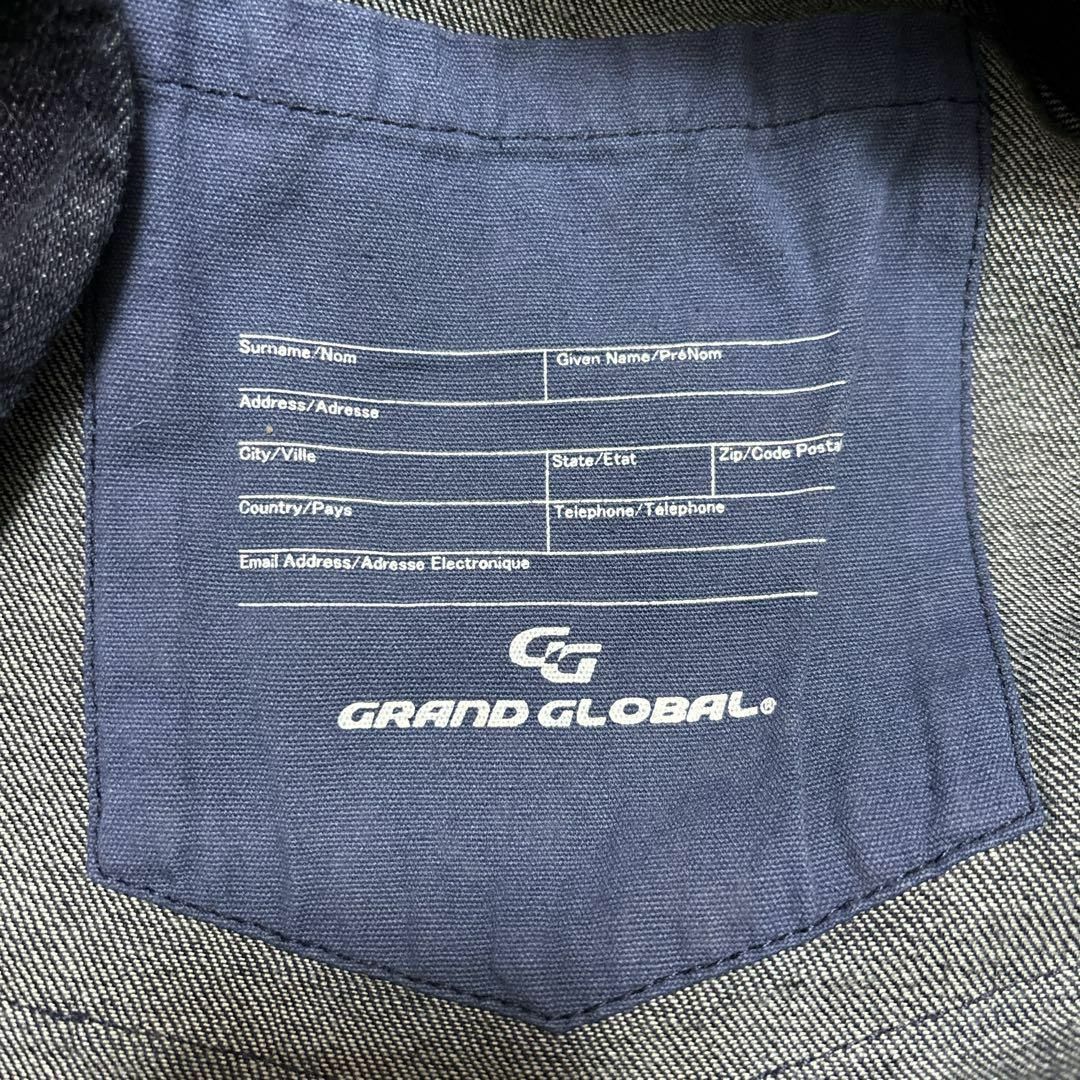 Surname/Nom Given Name/PréNom
Address/Adresse
City/Ville State/Etat Zip/Code Posta
Country/Pays Telephone/Télephone
Email Address/Adresse Electronique
GG
GRAND GLOBAL®